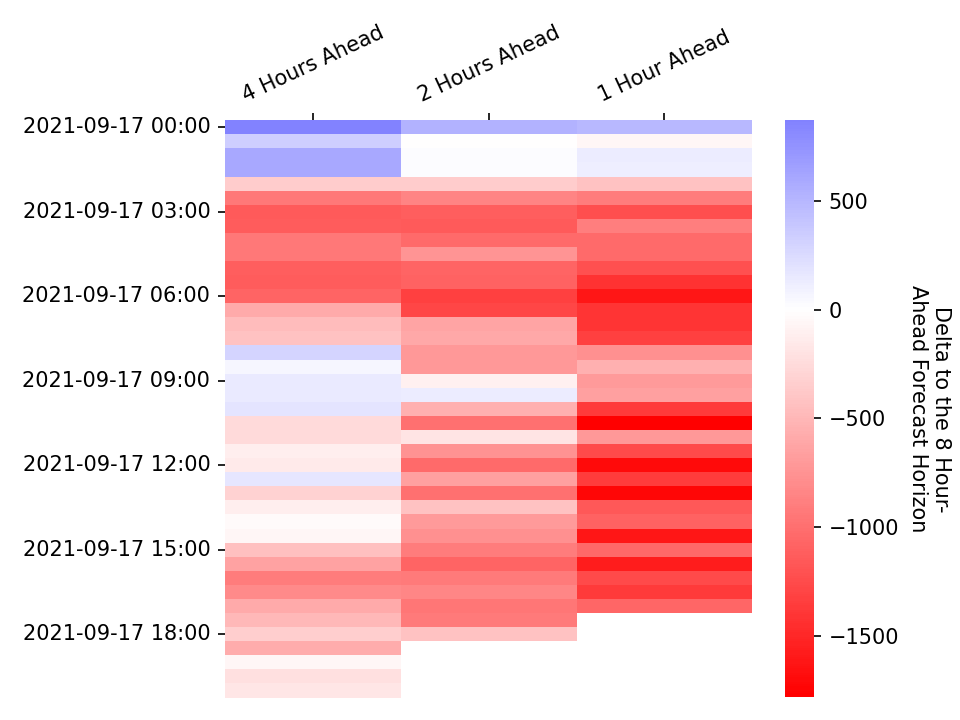 4 Hours Ahead
2 Hours Ahead
1 Hour Ahead
2021-09-17 00:00
2021-09-17 03:00
2021-09-17 06:00
2021-09-17 09:00
2021-09-17 12:00
2021-09-17 15:00
2021-09-17 18:00
500
0
−500
−1000
−1500
Delta to the 8 Hour-
Ahead Forecast Horizon